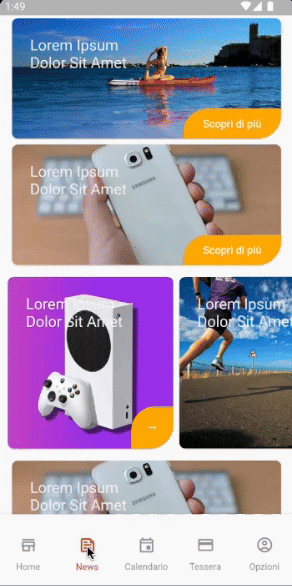 1:49
Lorem Ipsum
Dolor Sit Amet
Scopri di più
Lorem Ipsum
Dolor Sit Amet
SAMSUNG
Scopri di più
Lorem Ipsum
Dolor Sit Amet
→
Lorem Ipsum
Dolor Sit Amet
Lorem Ipsum
Dolor Sit Amet
Home
News
Calendario
Tessera
Opzioni